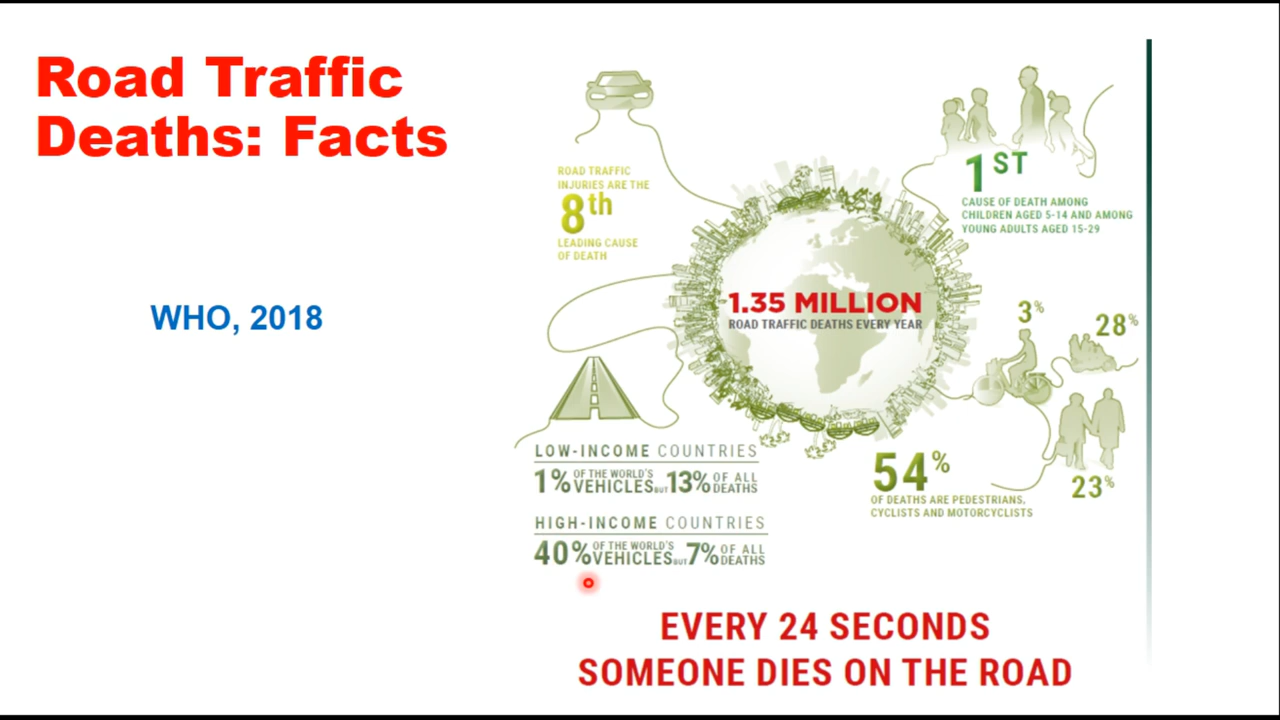 Road Traffic
Deaths: Facts
WHO, 2018
ROAD TRAFFIC
INJURIES ARE THE
8th
LEADING CAUSE
OF DEATH
1ST
CAUSE OF DEATH AMONG
CHILDREN AGED 5-14 AND AMONG
YOUNG ADULTS AGED 15-29
1.35 MILLION
ROAD TRAFFIC DEATHS EVERY YEAR
3%
28%
23%
54%
OF DEATHS ARE PEDESTRIANS,
CYCLISTS AND MOTORCYCLISTS
LOW-INCOME COUNTRIES
1% OF THE WORLD'S VEHICLES BUT 13% OF ALL DEATHS
HIGH-INCOME COUNTRIES
40% OF THE WORLD'S VEHICLES BUT 7% OF ALL DEATHS
EVERY 24 SECONDS
SOMEONE DIES ON THE ROAD